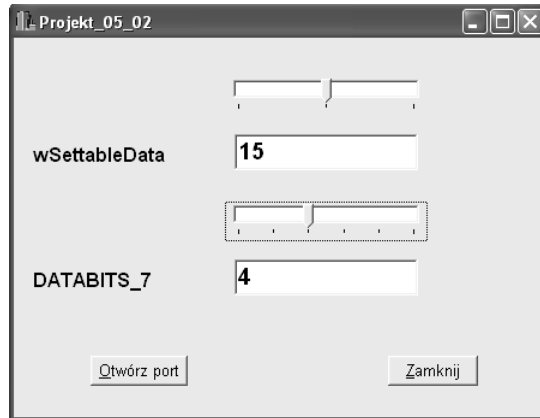 Projekt_05_02
wSettableData
15
DATABITS_7
4
Otwórz port
Zamknij